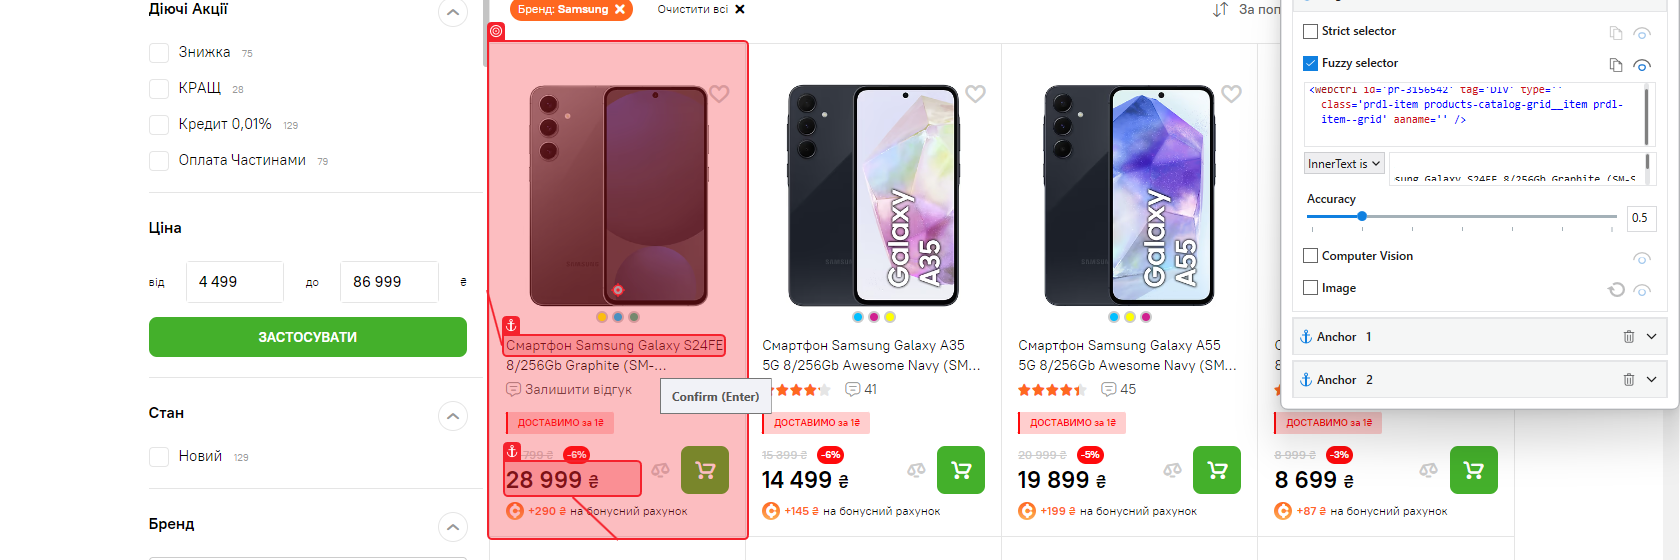 Діючі Акції
Знижка 75
КРАЩ 28
Кредит 0,01% 129
Оплата Частинами 79
Ціна
від 4 499 до 86 999 ₴
ЗАСТОСУВАТИ
Стан
Новий 129
Бренд
Бренд: Samsung
Очистити всі
За поп
Смартфон Samsung Galaxy S24FE
8/256Gb Graphite (SM-...
Залишити відгук
ДОСТАВИМО за 1₴
799 ₴ -6%
28 999 ₴
+290 ₴ на бонусний рахунок
Confirm (Enter)
Galaxy
A35
Смартфон Samsung Galaxy A35
5G 8/256Gb Awesome Navy (SM...
41
ДОСТАВИМО за 1₴
15 399 ₴ -6%
14 499 ₴
+145 ₴ на бонусний рахунок
Galaxy
A55
Смартфон Samsung Galaxy A55
5G 8/256Gb Awesome Navy (SM...
45
ДОСТАВИМО за 1₴
20 999 ₴ -5%
19 899 ₴
+199 ₴ на бонусний рахунок
ДОСТАВИМО за 1₴
8 999 ₴ -3%
8 699 ₴
+87 ₴ на бонусний рахунок
Strict selector
Fuzzy selector
<webctrl id='pr-3156542' tag='DIV' type=''
class='prdl-item products-catalog-grid__item prdl-
item--grid' aaname='' />
InnerText is
sung Galaxy S24FE 8/256Gb Graphite (SM-S
Accuracy
0.5
Computer Vision
Image
Anchor 1
Anchor 2